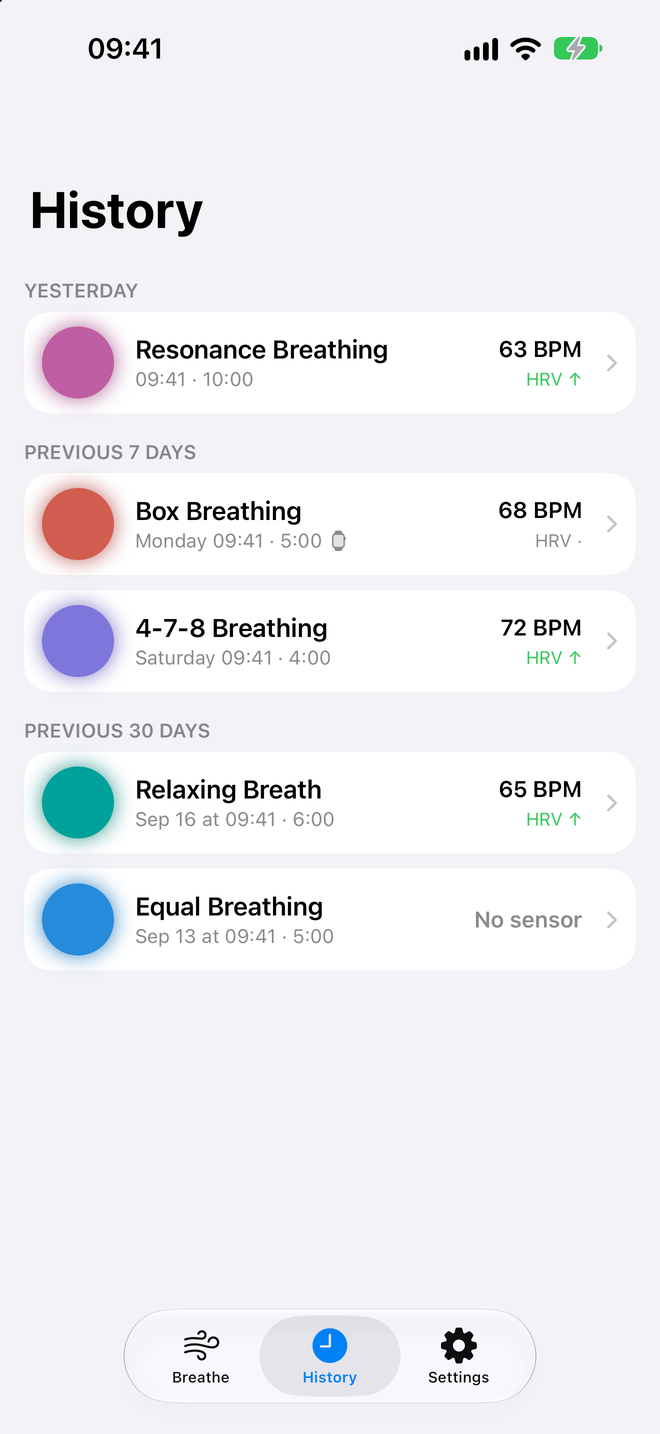 09:41
History
YESTERDAY
Resonance Breathing
63 BPM
09:41 · 10:00
HRV ↑
PREVIOUS 7 DAYS
Box Breathing
68 BPM
Monday 09:41 · 5:00
HRV ·
4-7-8 Breathing
72 BPM
Saturday 09:41 · 4:00
HRV ↑
PREVIOUS 30 DAYS
Relaxing Breath
65 BPM
Sep 16 at 09:41 · 6:00
HRV ↑
Equal Breathing
No sensor
Sep 13 at 09:41 · 5:00
Breathe
History
Settings